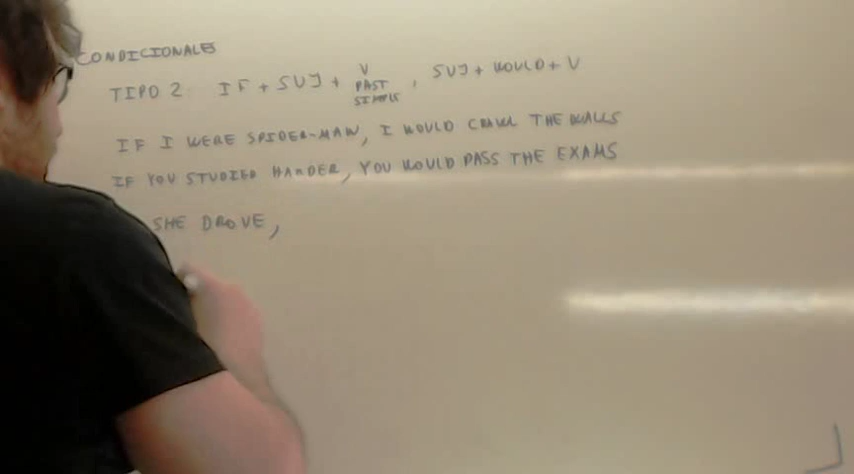 CONDICIONALES
TIPO 2 IF + SUJ + V PAST SIMPLE, SUJ + WOULD + V
IF I WERE SPIDER-MAN, I WOULD CRAWL THE WALLS
IF YOU STUDIED HARDER, YOU WOULD PASS THE EXAMS
SHE DROVE,